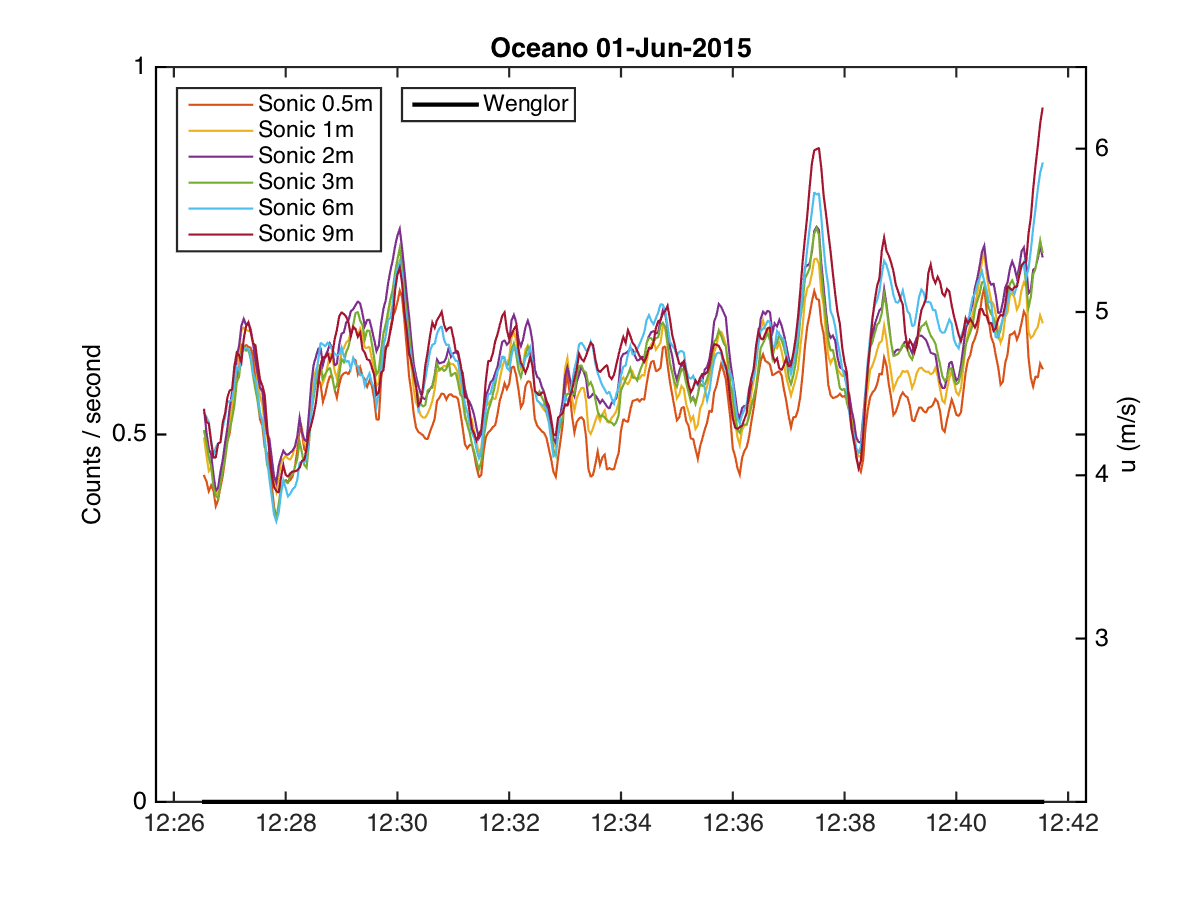 Oceano 01-Jun-2015
Sonic 0.5m
Sonic 1m
Sonic 2m
Sonic 3m
Sonic 6m
Sonic 9m
Wenglor
Counts / second
1
0.5
0
u (m/s)
6
5
4
3
12:26 12:28 12:30 12:32 12:34 12:36 12:38 12:40 12:42